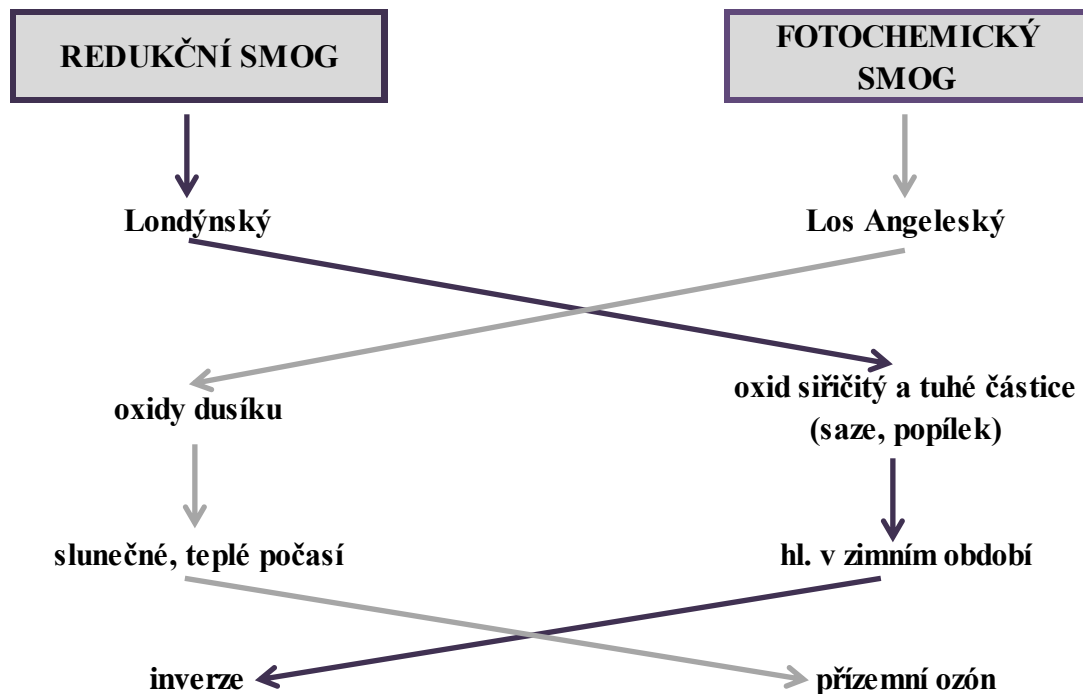 REDUKČNÍ SMOG
FOTOCHEMICKÝ
SMOG
Londýnský
Los Angeleský
oxidy dusíku
oxid siřičitý a tuhé částice
(saze, popílek)
slunečné, teplé počasí
hl. v zimním období
inverze
přízemní ozón